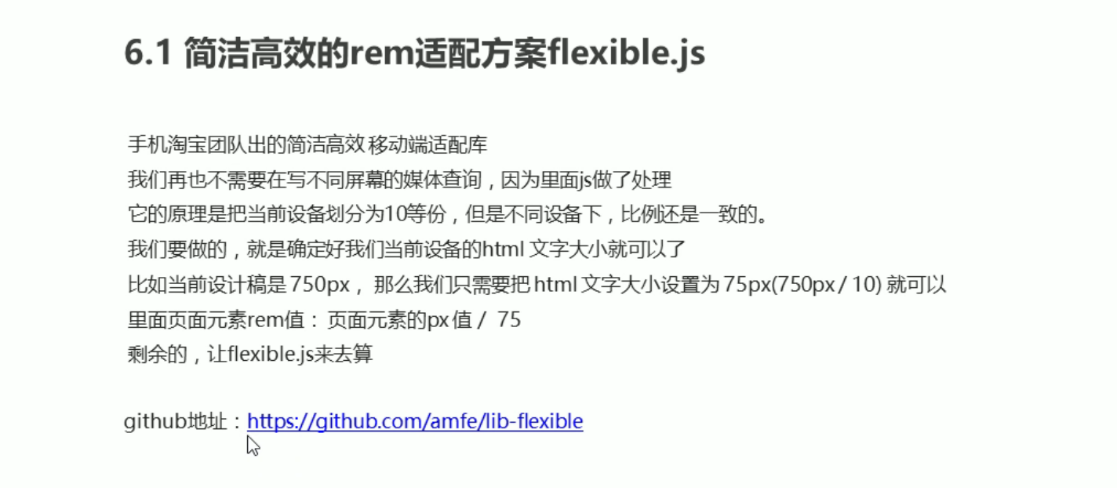 6.1 简洁高效的rem适配方案flexible.js
手机淘宝团队出的简洁高效 移动端适配库
我们再也不需要在写不同屏幕的媒体查询，因为里面js做了处理
它的原理是把当前设备划分为10等份，但是不同设备下，比例还是一致的。
我们要做的，就是确定好我们当前设备的html 文字大小就可以了
比如当前设计稿是 750px， 那么我们只需要把 html 文字大小设置为 75px(750px / 10) 就可以
里面页面元素rem值： 页面元素的px 值 / 75
剩余的，让flexible.js来去算
github地址：https://github.com/amfe/lib-flexible